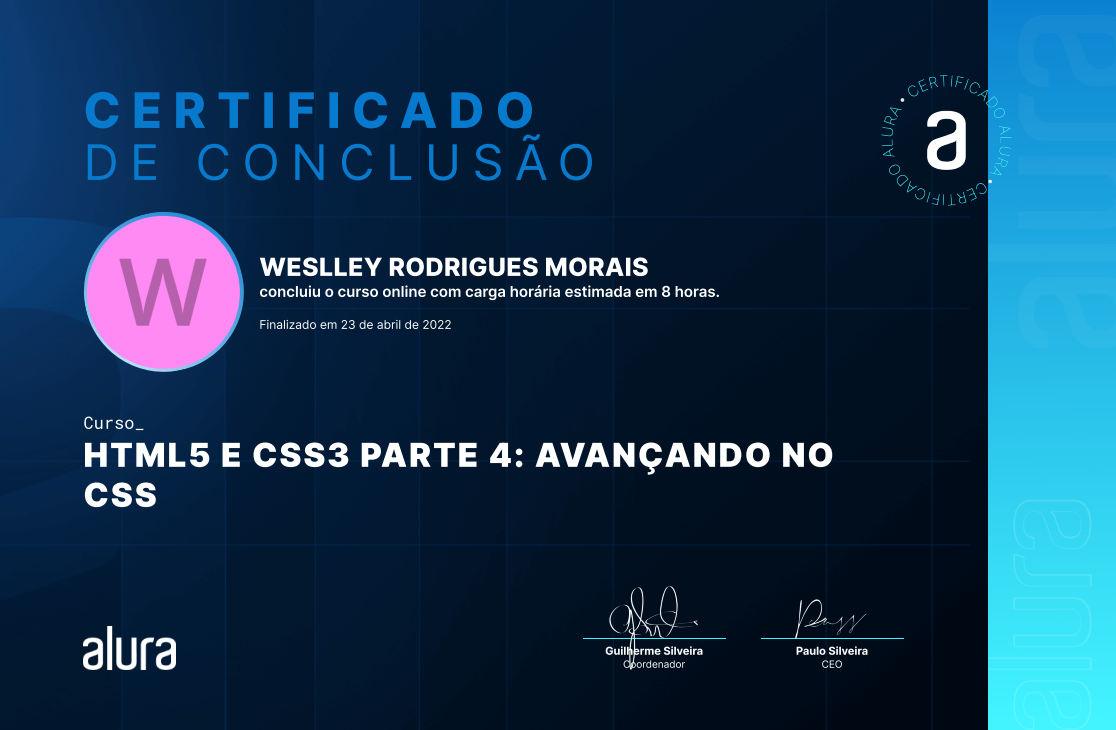 CERTIFICADO
DE CONCLUSÃO
CERTIFICADO ALURA • CERTIFICADO ALURA •
a
W
WESLLEY RODRIGUES MORAIS
concluiu o curso online com carga horária estimada em 8 horas.
Finalizado em 23 de abril de 2022
Curso_
HTML5 E CSS3 PARTE 4: AVANÇANDO NO
CSS
alura
Guilherme Silveira
Coordenador
Paulo Silveira
CEO
alura
alura